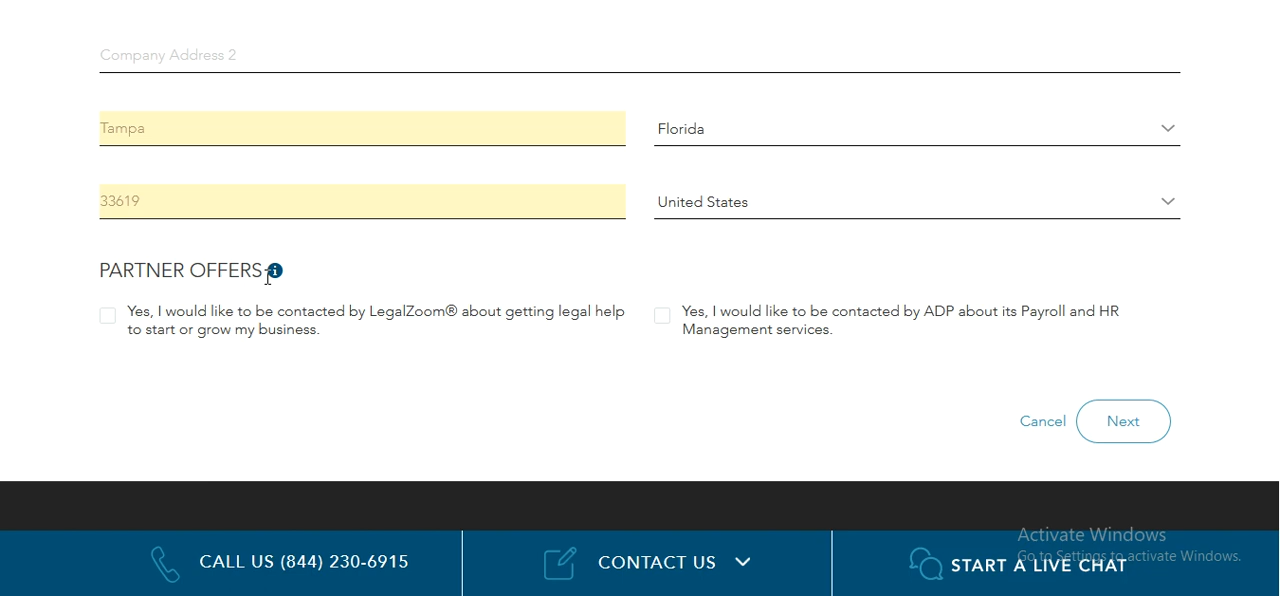 Company Address 2
Tampa
Florida
33619
United States
PARTNER OFFERS
Yes, I would like to be contacted by LegalZoom® about getting legal help
to start or grow my business.
Yes, I would like to be contacted by ADP about its Payroll and HR
Management services.
Cancel
Next
Activate Windows
Go to Settings to activate Windows.
CALL US (844) 230-6915
CONTACT US
START A LIVE CHAT